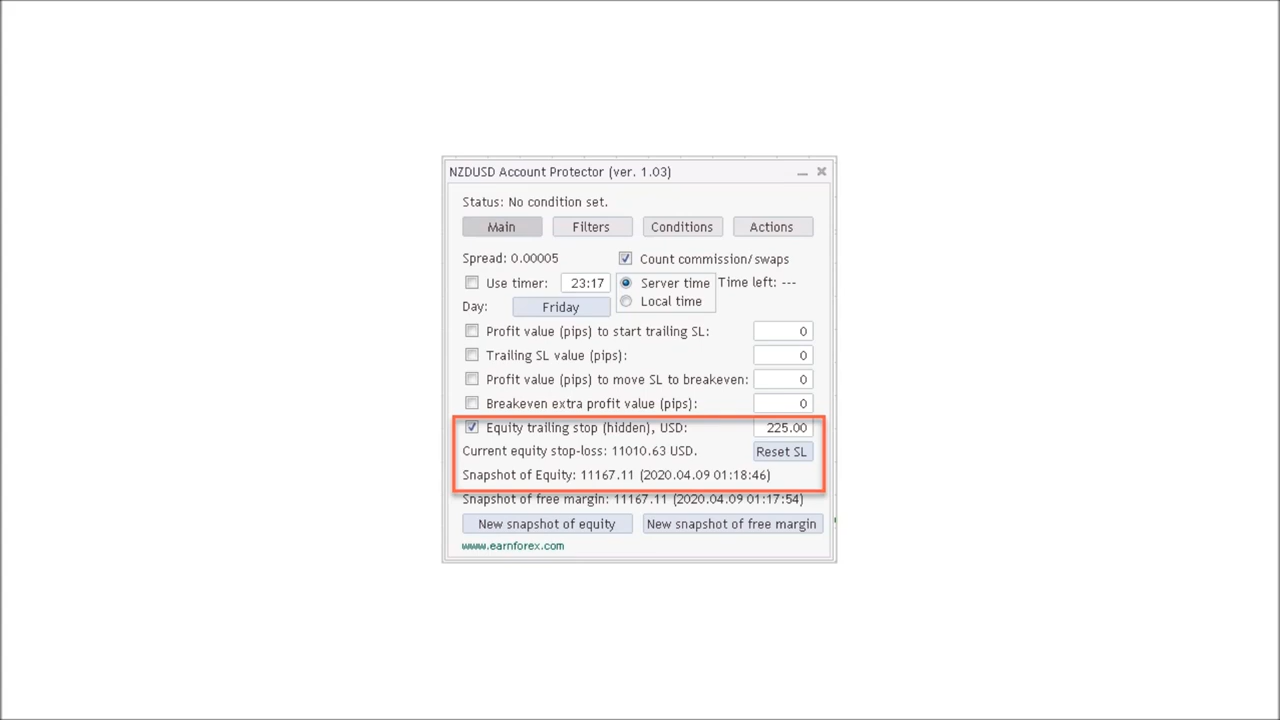 NZDUSD Account Protector (ver. 1.03)
Status: No condition set.
Main Filters Conditions Actions
Spread: 0.00005 Count commission/swaps
Use timer: 23:17 Server time Time left: ---
Local time
Day: Friday
Profit value (pips) to start trailing SL: 0
Trailing SL value (pips): 0
Profit value (pips) to move SL to breakeven: 0
Breakeven extra profit value (pips): 0
Equity trailing stop (hidden), USD: 225.00
Current equity stop-loss: 11010.63 USD. Reset SL
Snapshot of Equity: 11167.11 (2020.04.09 01:18:46)
Snapshot of free margin: 11167.11 (2020.04.09 01:17:54)
New snapshot of equity New snapshot of free margin
www.earnforex.com